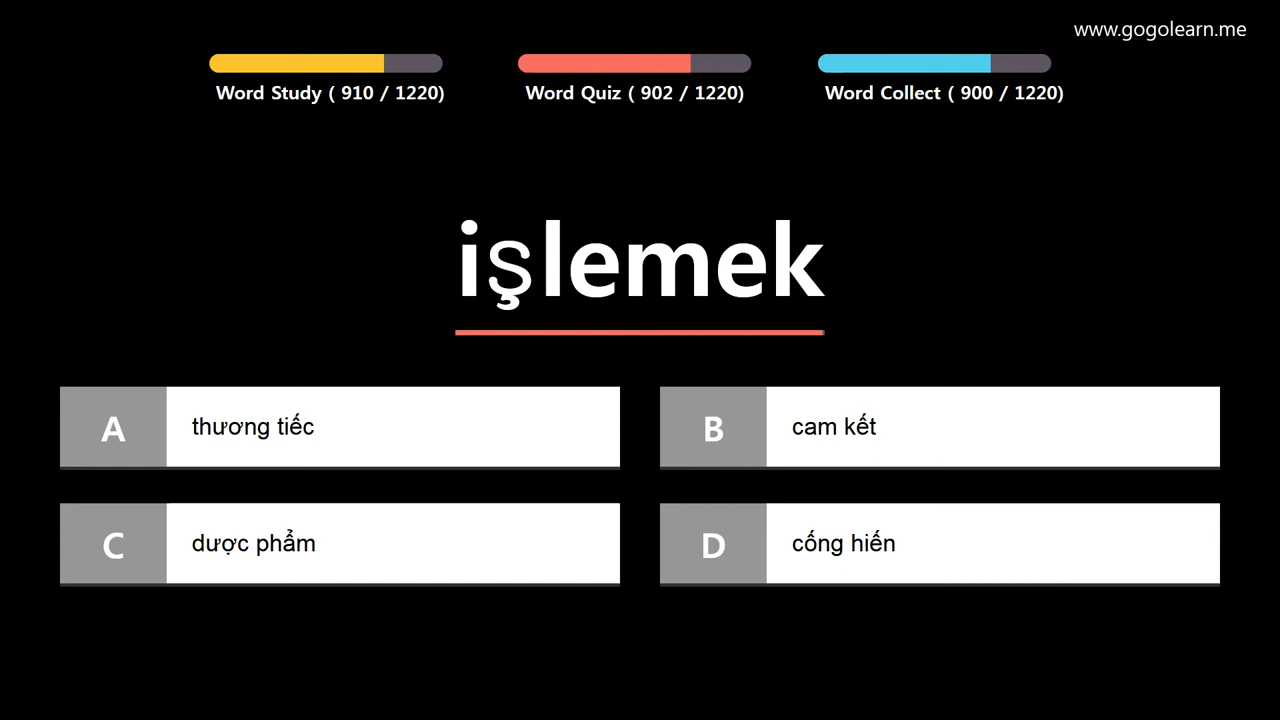 www.gogolearn.me
Word Study ( 910 / 1220)
Word Quiz ( 902 / 1220)
Word Collect ( 900 / 1220)
işlemek
A
thương tiếc
B
cam kết
C
dược phẩm
D
cống hiến